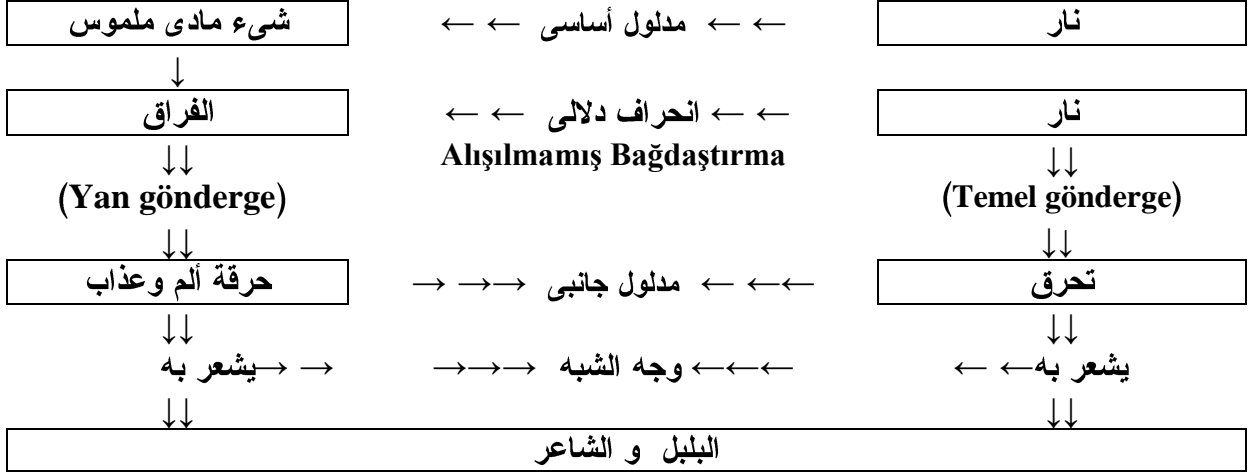 نار ← ← مدلول أساسى ← ← شىء مادى ملموس
↓
نار ← ← انحراف دلالى ← ← الفراق
↓↓ Alışılmamış Bağdaştırma ↓↓
(Temel gönderge) (Yan gönderge)
↓↓ ↓↓
تحرق ←← ← مدلول جانبى → →→ حرقة ألم وعذاب
↓↓ ↓↓
يشعر به← ← ←←←← وجه الشبه →→→ → →يشعر به
↓↓ ↓↓
البلبل و الشاعر